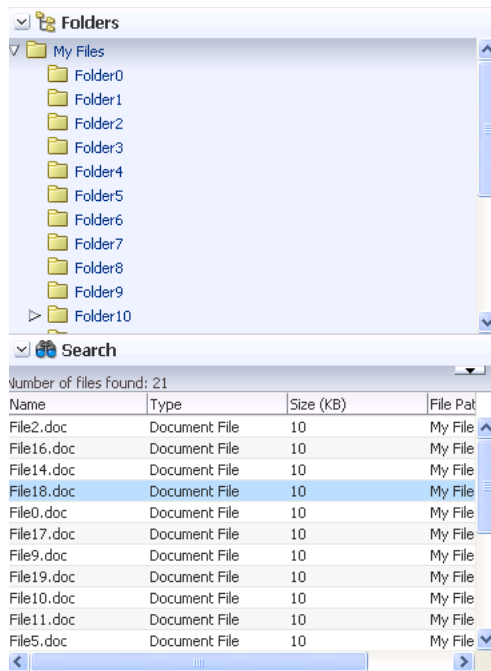 Folders
My Files
Folder0
Folder1
Folder2
Folder3
Folder4
Folder5
Folder6
Folder7
Folder8
Folder9
Folder10
Search
Number of files found: 21
Name Type Size (KB) File Pat
File2.doc Document File 10 My File
File16.doc Document File 10 My File
File14.doc Document File 10 My File
File18.doc Document File 10 My File
File0.doc Document File 10 My File
File17.doc Document File 10 My File
File9.doc Document File 10 My File
File19.doc Document File 10 My File
File10.doc Document File 10 My File
File11.doc Document File 10 My File
File5.doc Document File 10 My File